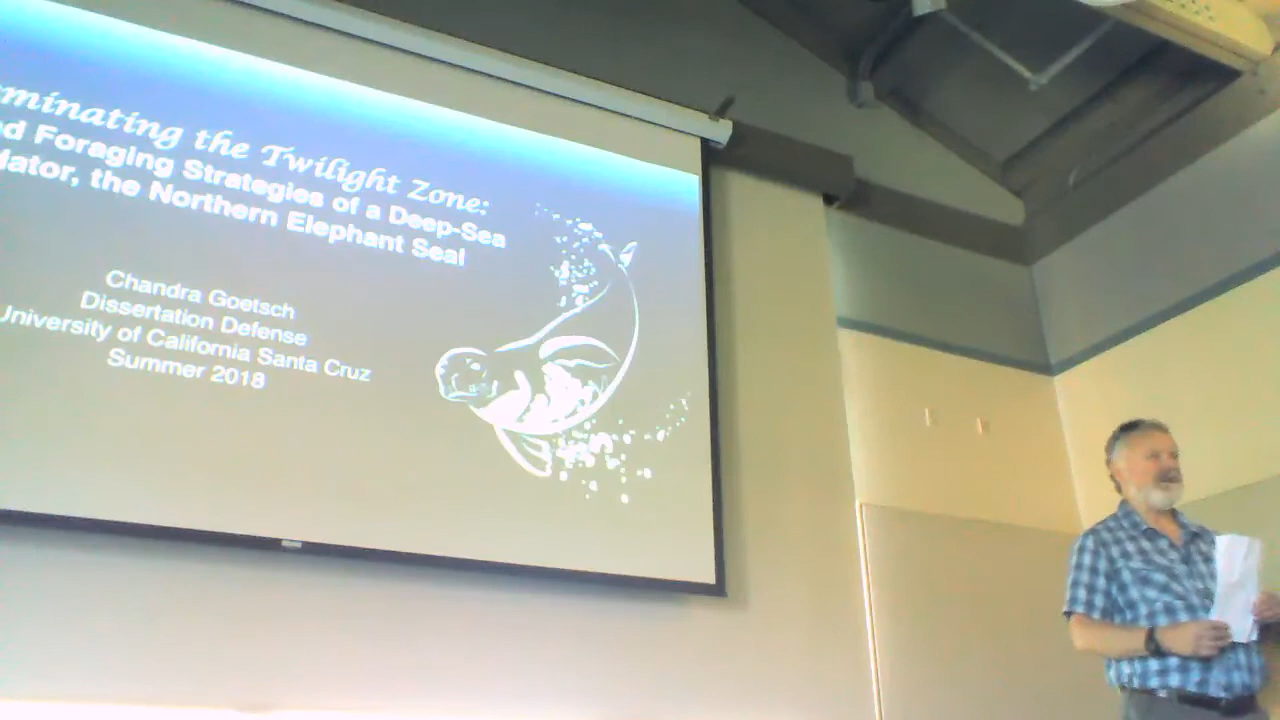 minating the Twilight Zone:
d Foraging Strategies of a Deep-Sea
dator, the Northern Elephant Seal
Chandra Goetsch
Dissertation Defense
University of California Santa Cruz
Summer 2018